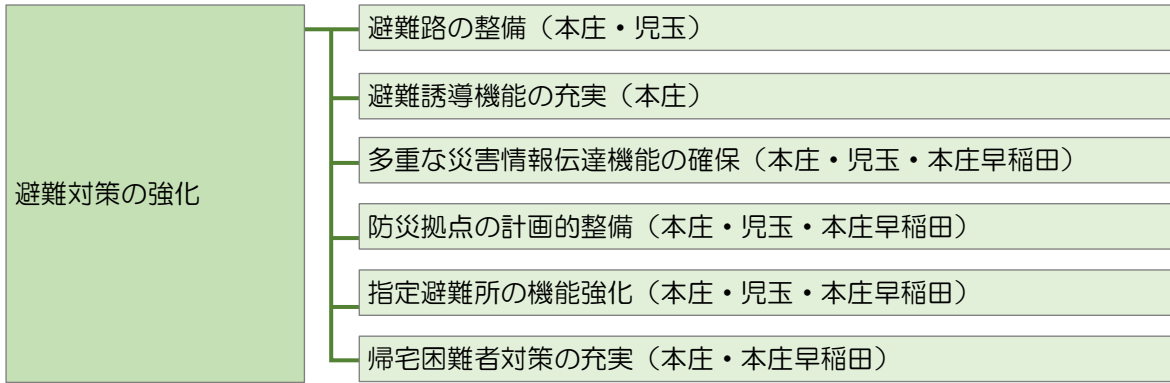 避難対策の強化
避難路の整備（本庄・児玉）
避難誘導機能の充実（本庄）
多重な災害情報伝達機能の確保（本庄・児玉・本庄早稲田）
防災拠点の計画的整備（本庄・児玉・本庄早稲田）
指定避難所の機能強化（本庄・児玉・本庄早稲田）
帰宅困難者対策の充実（本庄・本庄早稲田）